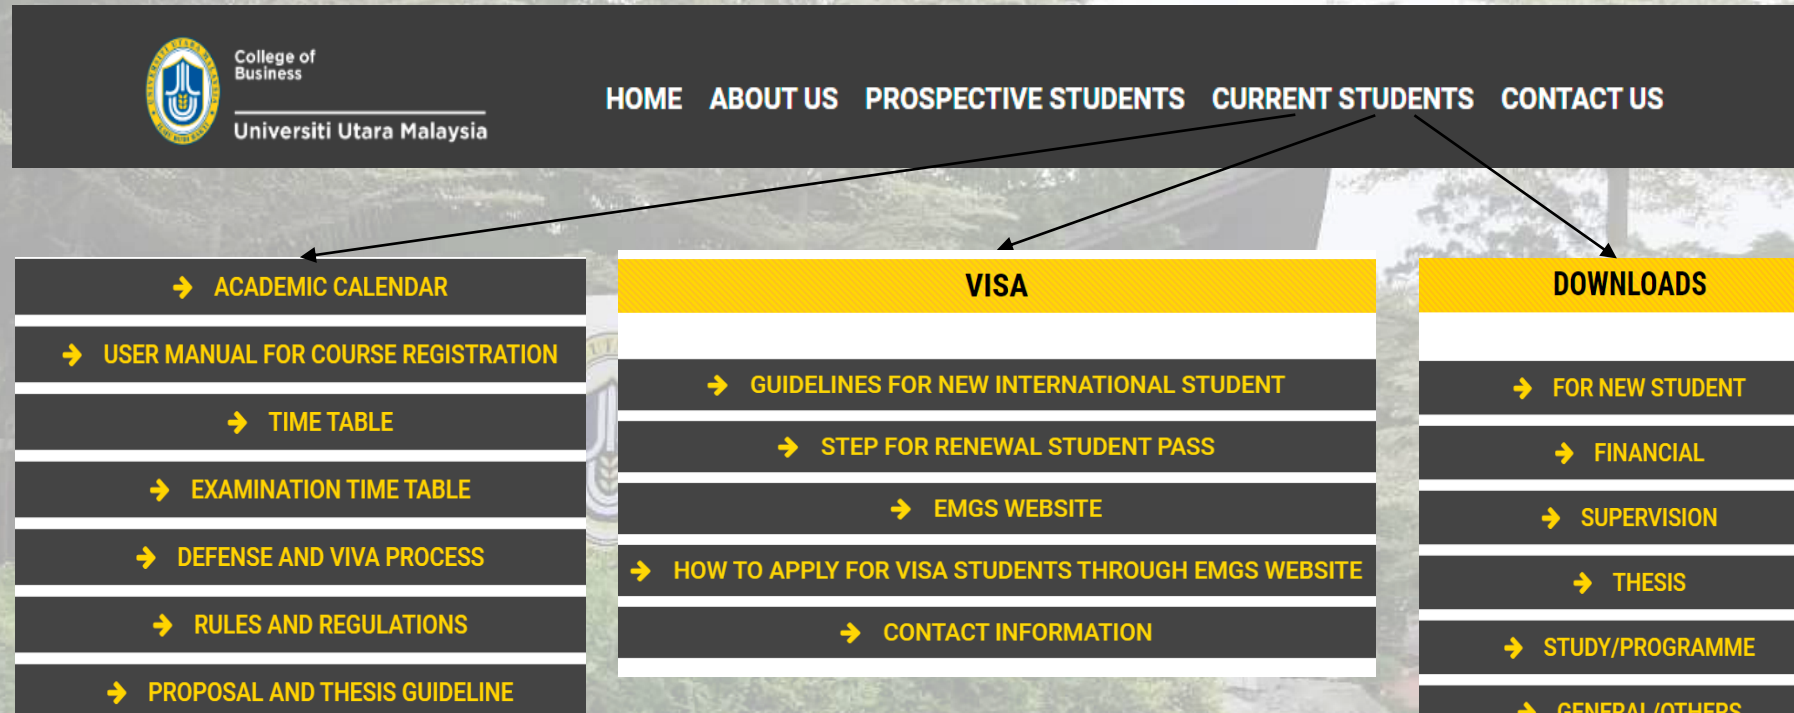 College of
Business
Universiti Utara Malaysia
HOME ABOUT US PROSPECTIVE STUDENTS CURRENT STUDENTS CONTACT US
ACADEMIC CALENDAR
USER MANUAL FOR COURSE REGISTRATION
TIME TABLE
EXAMINATION TIME TABLE
DEFENSE AND VIVA PROCESS
RULES AND REGULATIONS
PROPOSAL AND THESIS GUIDELINE
VISA
GUIDELINES FOR NEW INTERNATIONAL STUDENT
STEP FOR RENEWAL STUDENT PASS
EMGS WEBSITE
HOW TO APPLY FOR VISA STUDENTS THROUGH EMGS WEBSITE
CONTACT INFORMATION
DOWNLOADS
FOR NEW STUDENT
FINANCIAL
SUPERVISION
THESIS
STUDY/PROGRAMME
GENERAL/OTHERS